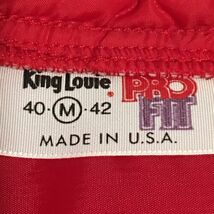 King Louie PRO
40-M-42 FIT
MADE IN U.S.A.